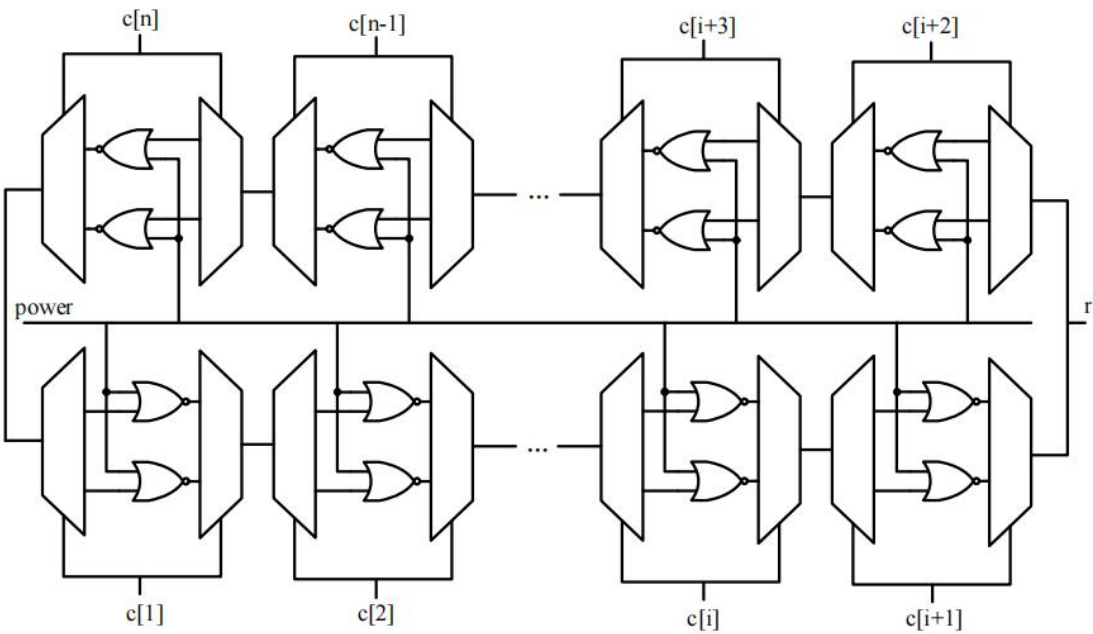 c[n] c[n-1] c[i+3] c[i+2]
...
power r
...
c[1] c[2] c[i] c[i+1]